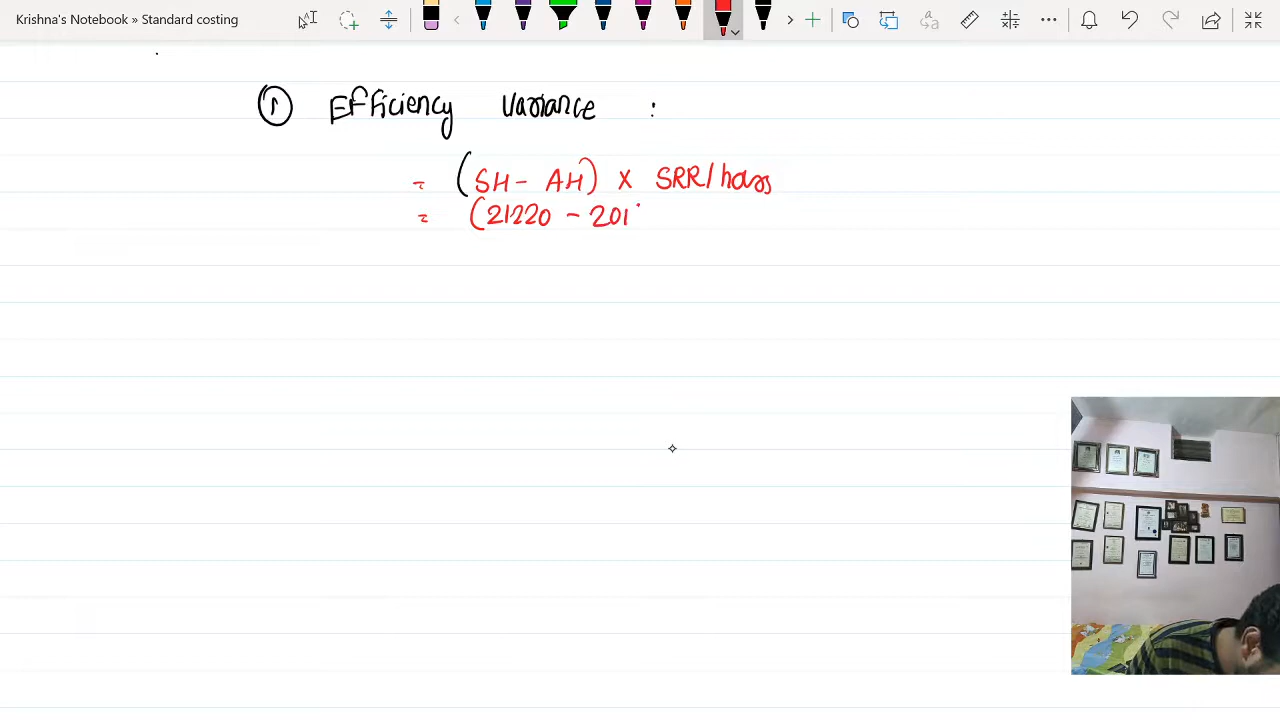 Krishna's Notebook » Standard costing
① Efficiency Variance :
= (SH - AH) × SRR/hours
= (21220 - 201